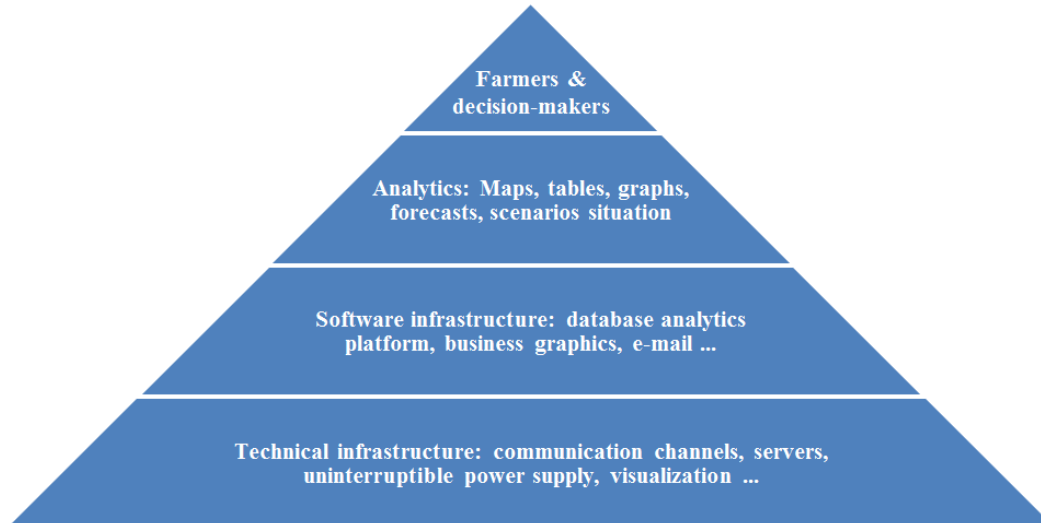 Farmers &
decision-makers
Analytics: Maps, tables, graphs,
forecasts, scenarios situation
Software infrastructure: database analytics
platform, business graphics, e-mail ...
Technical infrastructure: communication channels, servers,
uninterruptible power supply, visualization ...